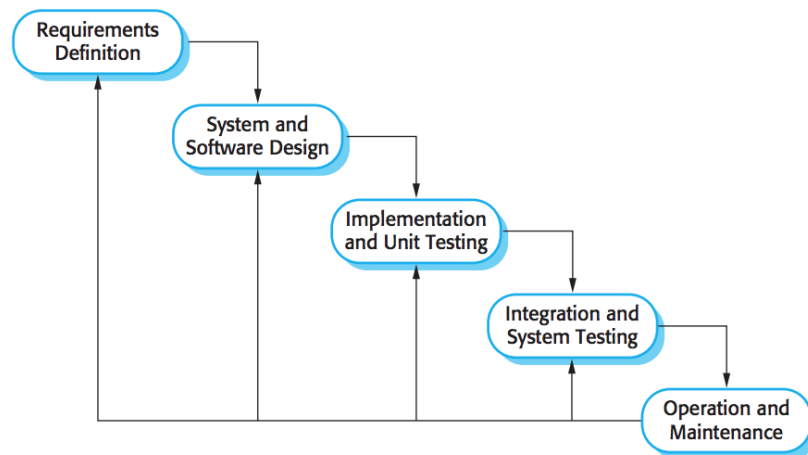 Requirements
Definition
System and
Software Design
Implementation
and Unit Testing
Integration and
System Testing
Operation and
Maintenance